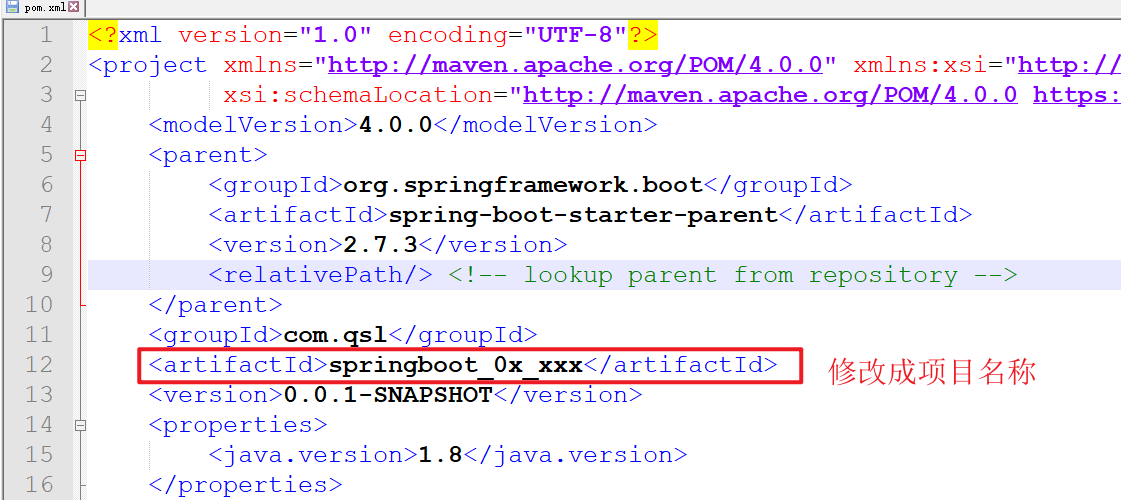 pom.xml
1 <?xml version="1.0" encoding="UTF-8"?>
2 <project xmlns="http://maven.apache.org/POM/4.0.0" xmlns:xsi="http://
3 xsi:schemaLocation="http://maven.apache.org/POM/4.0.0 https:
4 <modelVersion>4.0.0</modelVersion>
5 <parent>
6 <groupId>org.springframework.boot</groupId>
7 <artifactId>spring-boot-starter-parent</artifactId>
8 <version>2.7.3</version>
9 <relativePath/> <!-- lookup parent from repository -->
10 </parent>
11 <groupId>com.qsl</groupId>
12 <artifactId>springboot_0x_xxx</artifactId> 修改成项目名称
13 <version>0.0.1-SNAPSHOT</version>
14 <properties>
15 <java.version>1.8</java.version>
16 </properties>